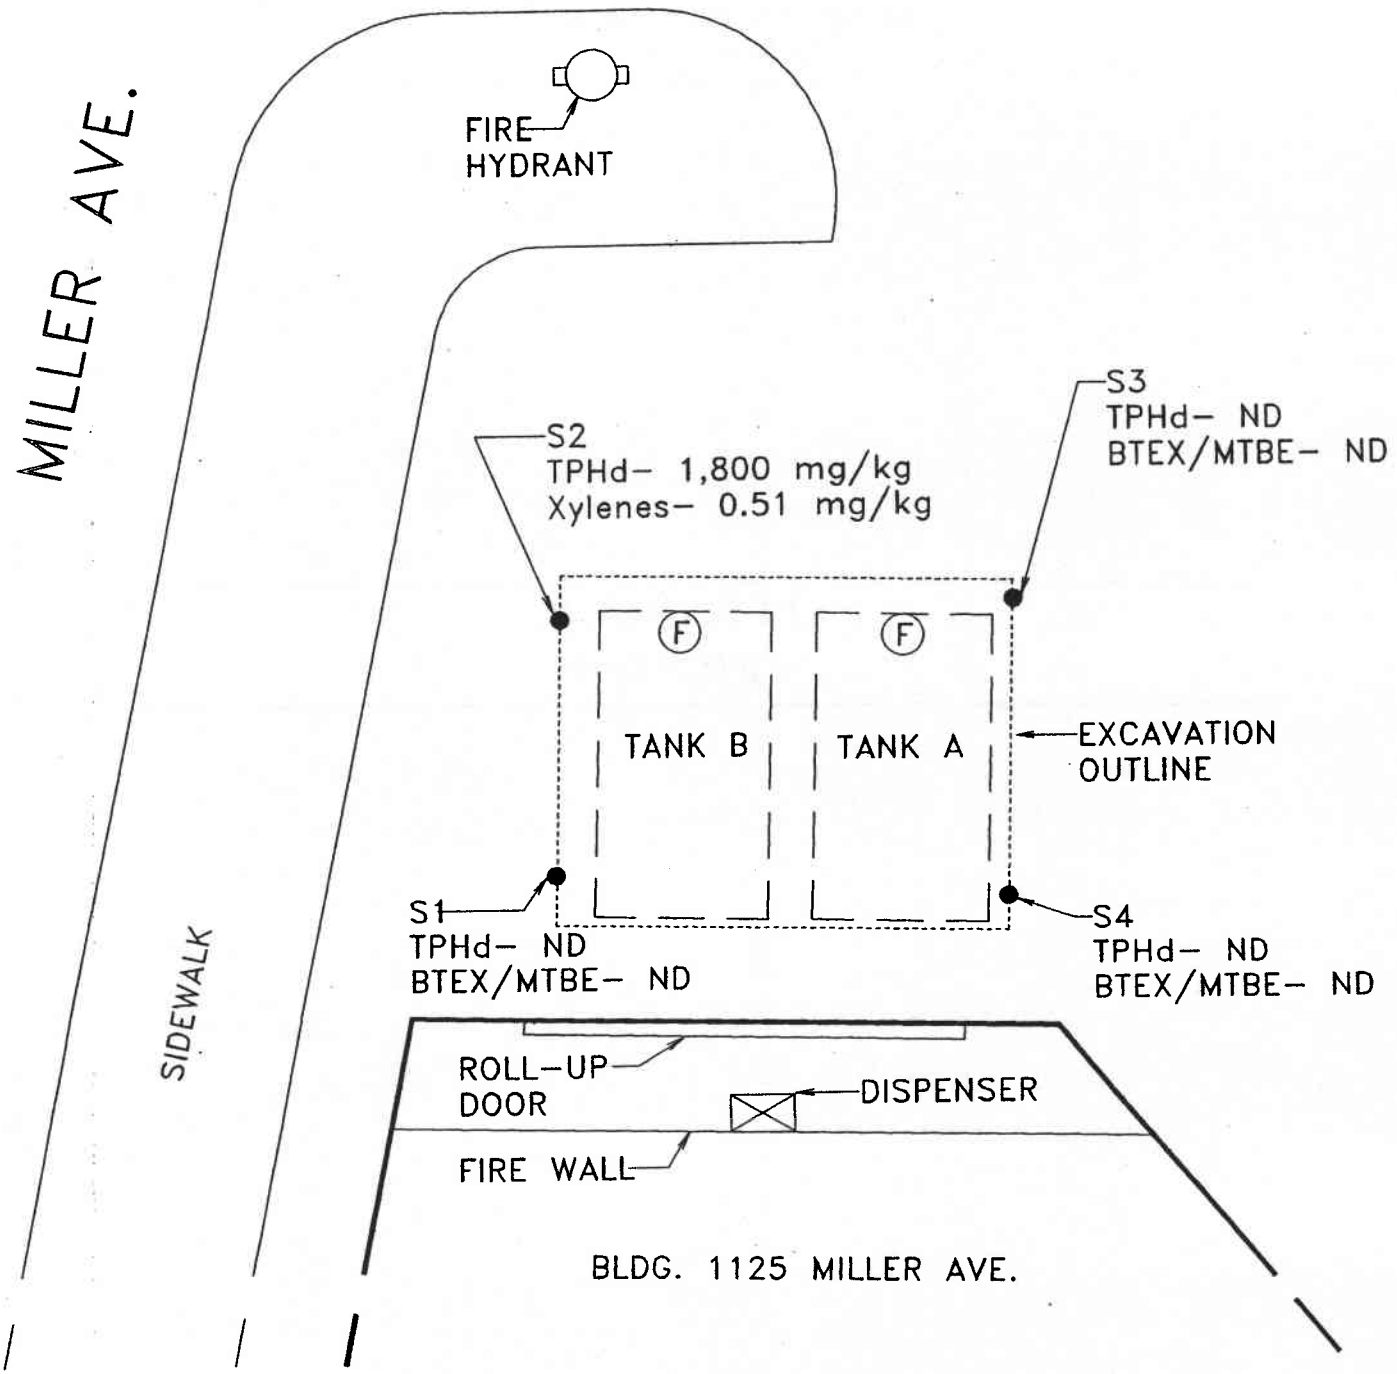 MILLER AVE.
FIRE
HYDRANT
S3
TPHd- ND
BTEX/MTBE- ND
S2
TPHd- 1,800 mg/kg
Xylenes- 0.51 mg/kg
F
F
TANK B
TANK A
EXCAVATION
OUTLINE
S1
TPHd- ND
BTEX/MTBE- ND
S4
TPHd- ND
BTEX/MTBE- ND
SIDEWALK
ROLL-UP
DOOR
DISPENSER
FIRE WALL
BLDG. 1125 MILLER AVE.